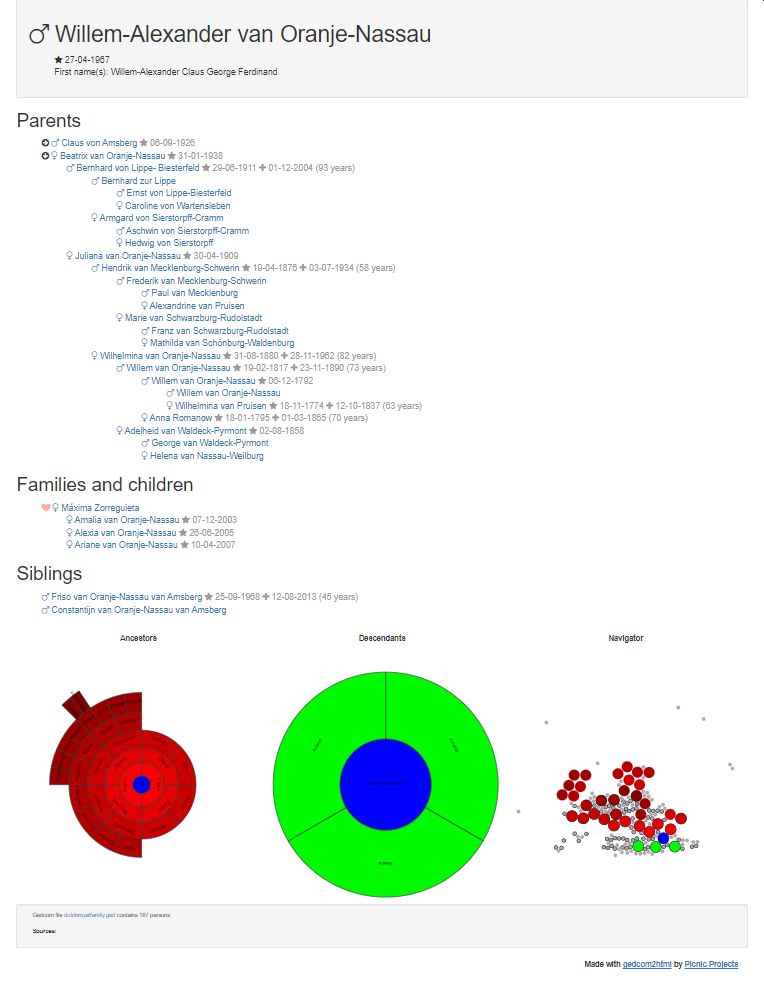 Willem-Alexander van Oranje-Nassau
27-04-1967
First name(s): Willem-Alexander Claus George Ferdinand
Parents
Claus von Amsberg 06-09-1926
Beatrix van Oranje-Nassau 31-01-1938
Bernhard von Lippe- Biesterfeld 29-06-1911 01-12-2004 (93 years)
Bernhard zur Lippe
Ernst von Lippe-Biesterfeld
Caroline von Wartensleben
Armgard von Sierstorpff-Cramm
Aschwin von Sierstorpff-Cramm
Hedwig von Sierstorpff
Juliana van Oranje-Nassau 30-04-1909
Hendrik van Mecklenburg-Schwerin 19-04-1876 03-07-1934 (58 years)
Frederik van Mecklenburg-Schwerin
Paul van Mecklenburg
Alexandrine van Pruisen
Marie van Schwarzburg-Rudolstadt
Franz van Schwarzburg-Rudolstadt
Mathilda van Schönburg-Waldenburg
Wilhelmina van Oranje-Nassau 31-08-1880 28-11-1962 (82 years)
Willem van Oranje-Nassau 19-02-1817 23-11-1890 (73 years)
Willem van Oranje-Nassau 06-12-1792
Willem van Oranje-Nassau
Wilhelmina van Pruisen 18-11-1774 12-10-1837 (63 years)
Anna Romanow 18-01-1795 01-03-1865 (70 years)
Adelheid van Waldeck-Pyrmont 02-08-1858
George van Waldeck-Pyrmont
Helena van Nassau-Weilburg
Families and children
Máxima Zorreguieta
Amalia van Oranje-Nassau 07-12-2003
Alexia van Oranje-Nassau 26-06-2005
Ariane van Oranje-Nassau 10-04-2007
Siblings
Friso van Oranje-Nassau van Amsberg 25-09-1968 12-08-2013 (45 years)
Constantijn van Oranje-Nassau van Amsberg
Ancestors
Descendants
Navigator
Gedcom file dutchroyalfamily.ged contains 167 persons
Sources:
Made with gedcom2html by Picnic Projects